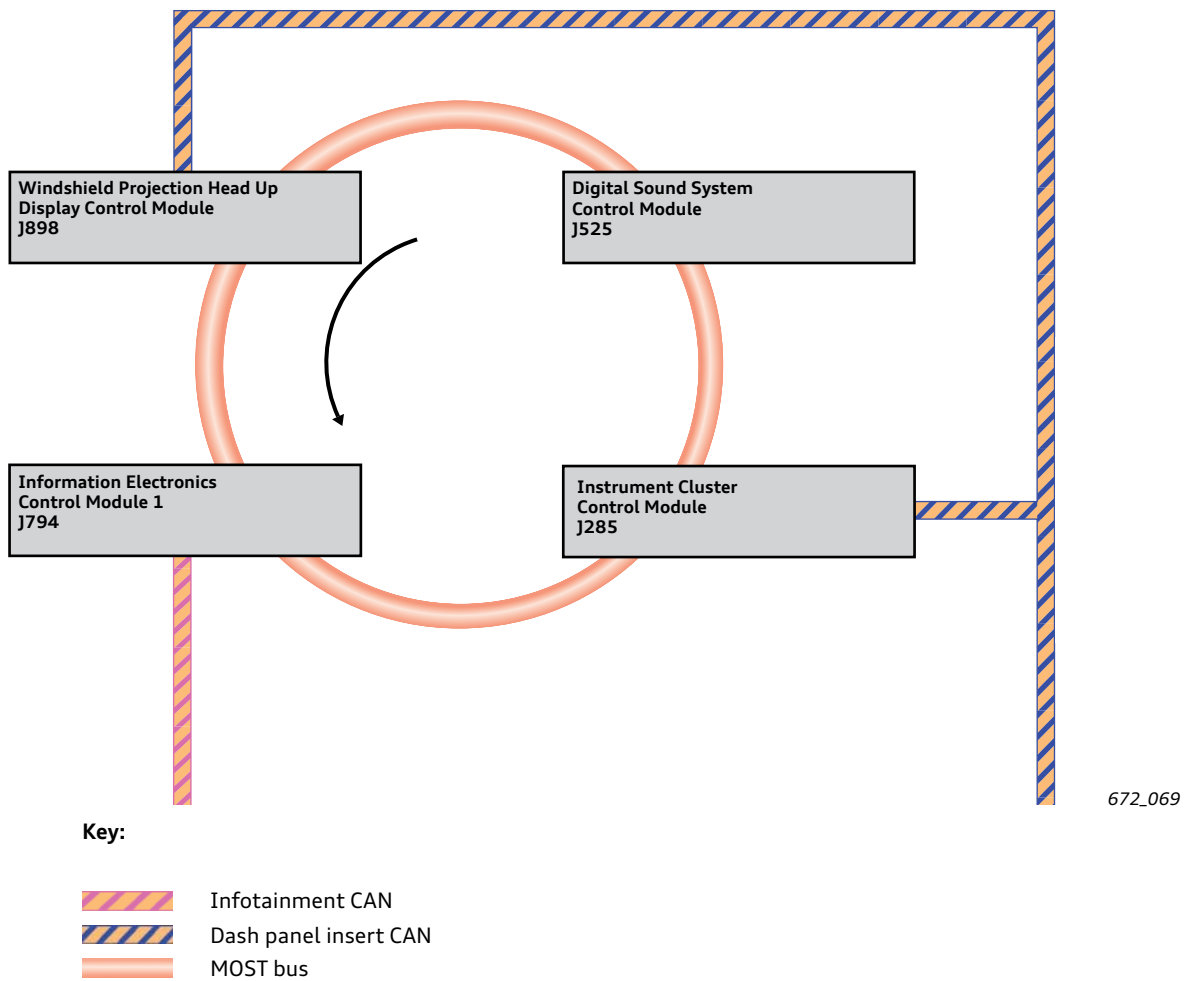 Windshield Projection Head Up
Display Control Module
J898
Digital Sound System
Control Module
J525
Information Electronics
Control Module 1
J794
Instrument Cluster
Control Module
J285
672_069
Key:
Infotainment CAN
Dash panel insert CAN
MOST bus